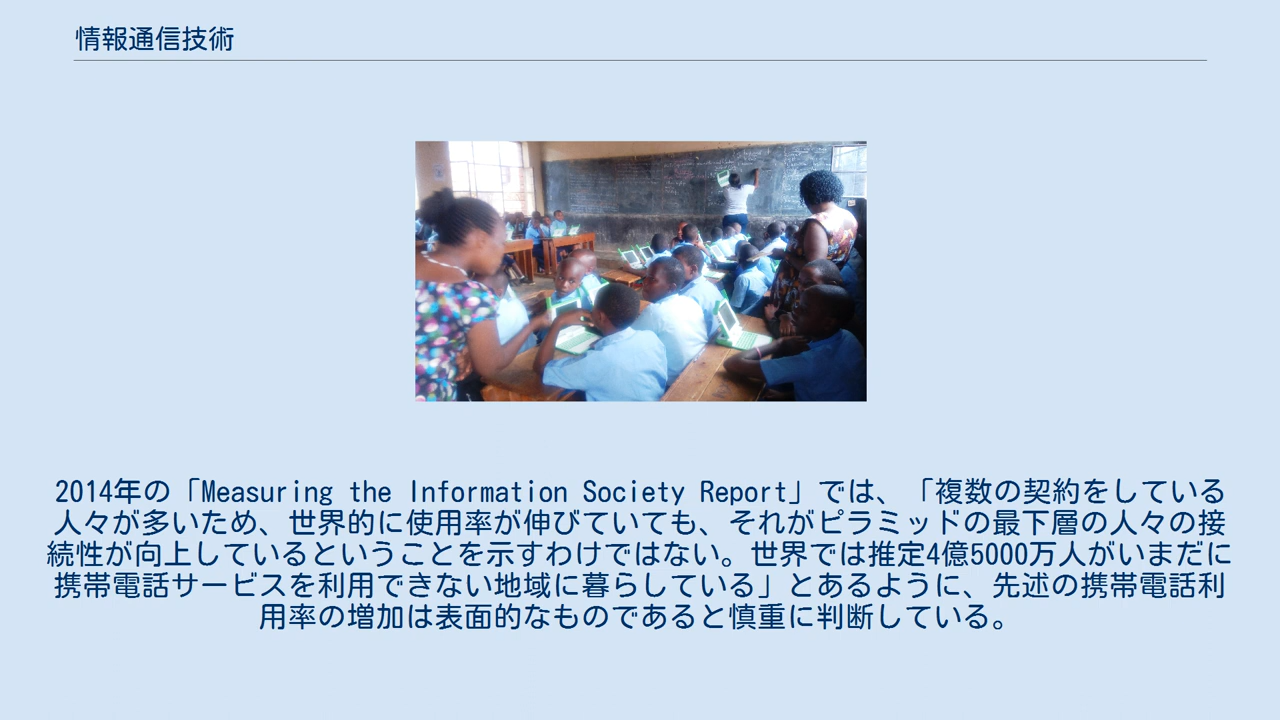 情報通信技術
2014年の「Measuring the Information Society Report」では、「複数の契約をしている
人々が多いため、世界的に使用率が伸びていても、それがピラミッドの最下層の人々の接
続性が向上しているということを示すわけではない。世界では推定4億5000万人がいまだに
携帯電話サービスを利用できない地域に暮らしている」とあるように、先述の携帯電話利
用率の増加は表面的なものであると慎重に判断している。